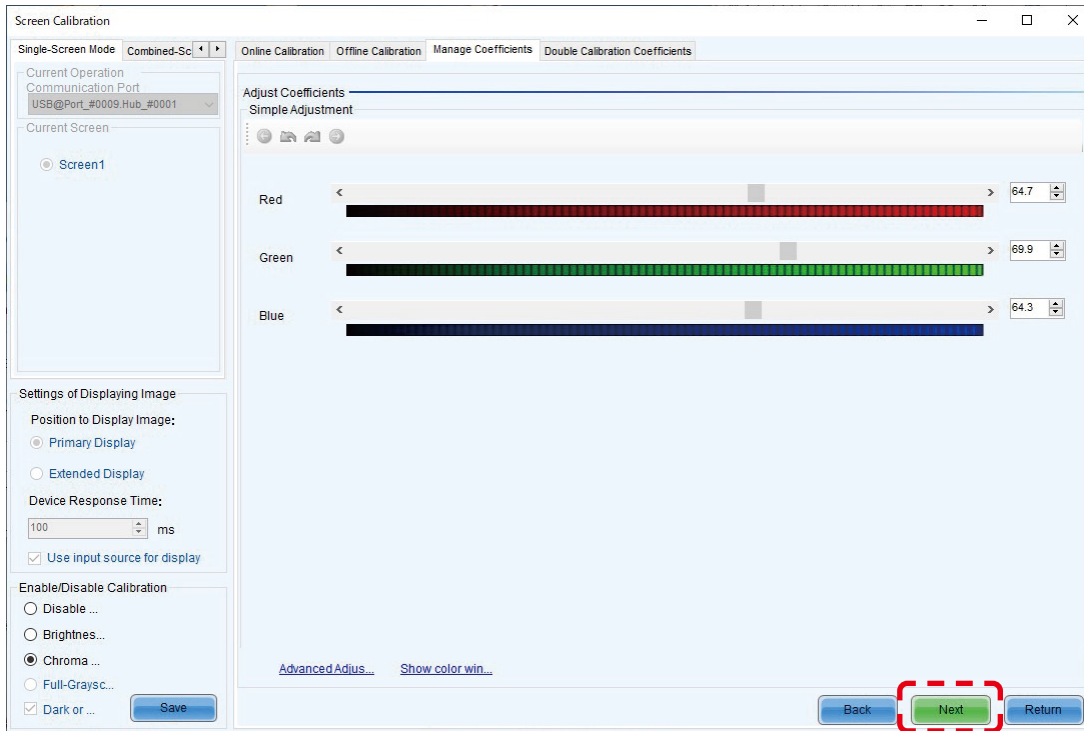 Screen Calibration
Single-Screen Mode Combined-Sc
Online Calibration Offline Calibration Manage Coefficients Double Calibration Coefficients
Current Operation
Communication Port
USB@Port_#0009.Hub_#0001
Current Screen
Screen1
Adjust Coefficients
Simple Adjustment
Red 64.7
Green 69.9
Blue 64.3
Settings of Displaying Image
Position to Display Image:
Primary Display
Extended Display
Device Response Time:
100 ms
Use input source for display
Enable/Disable Calibration
Disable ...
Brightnes...
Chroma ...
Full-Graysc...
Dark or ... Save
Advanced Adjus... Show color win...
Back Next Return